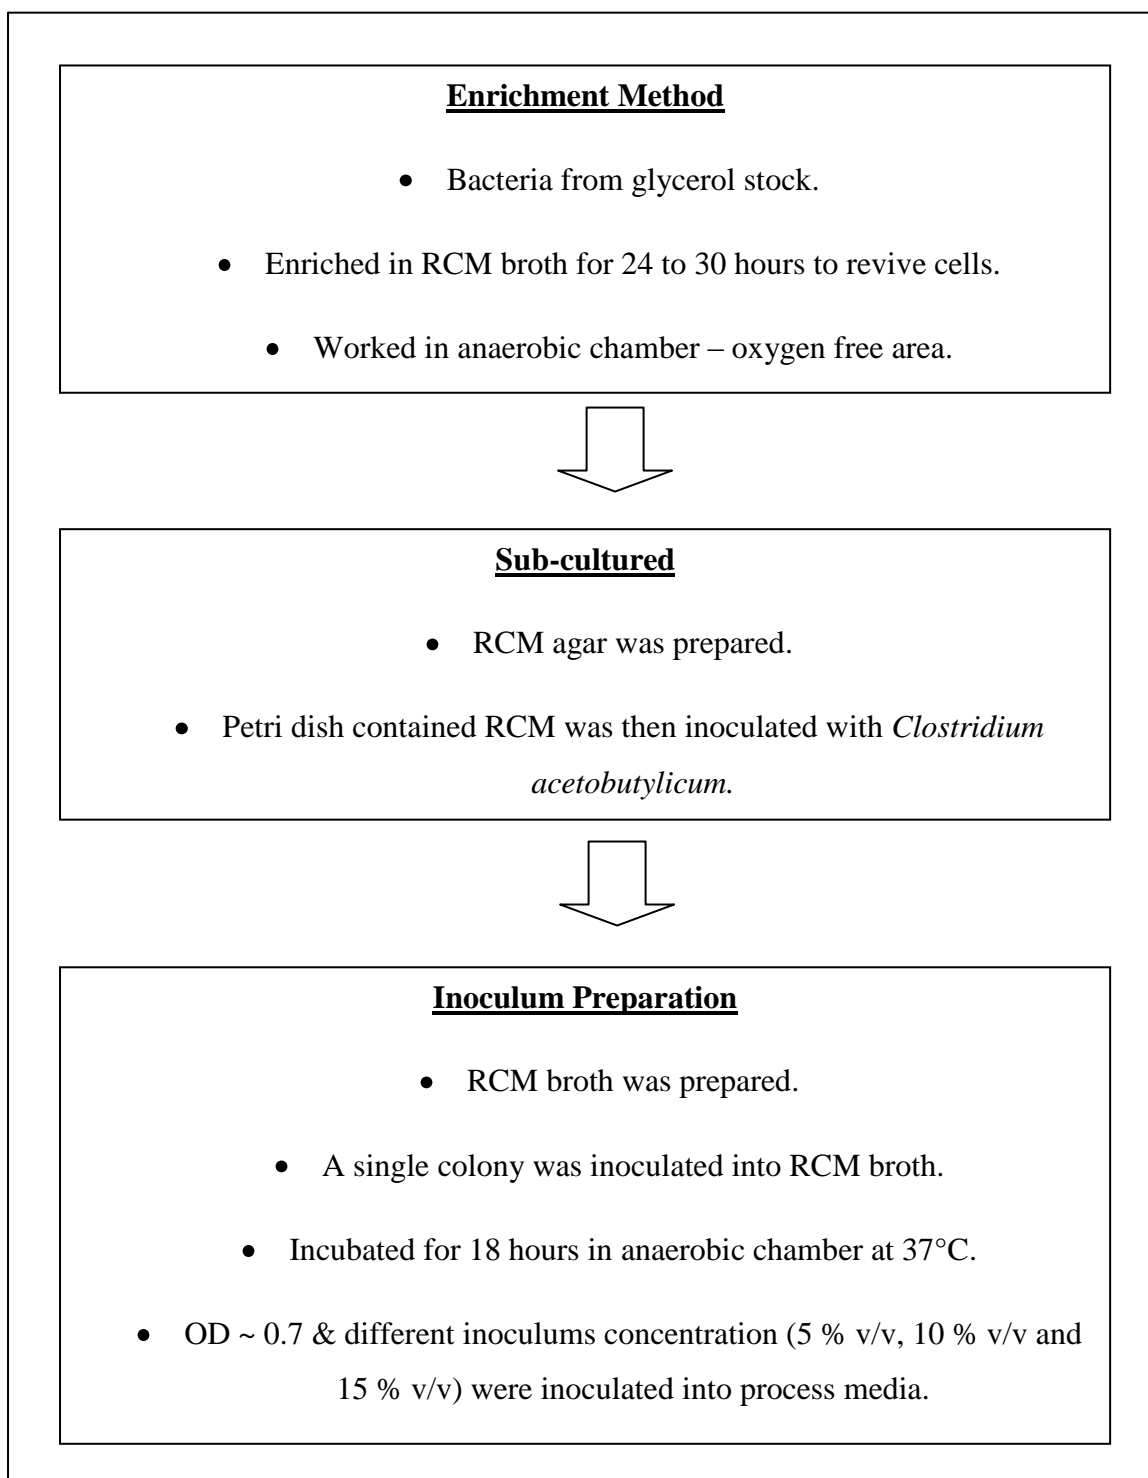 Enrichment Method
• Bacteria from glycerol stock.
• Enriched in RCM broth for 24 to 30 hours to revive cells.
• Worked in anaerobic chamber – oxygen free area.
Sub-cultured
• RCM agar was prepared.
• Petri dish contained RCM was then inoculated with Clostridium
acetobutylicum.
Inoculum Preparation
• RCM broth was prepared.
• A single colony was inoculated into RCM broth.
• Incubated for 18 hours in anaerobic chamber at 37°C.
• OD ~ 0.7 & different inoculums concentration (5 % v/v, 10 % v/v and
15 % v/v) were inoculated into process media.